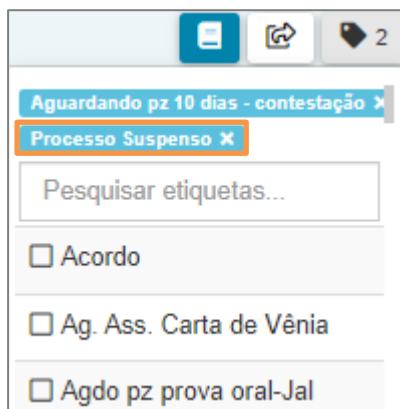 2
Aguardando pz 10 dias - contestação ×
Processo Suspenso ×
Pesquisar etiquetas...
Acordo
Ag. Ass. Carta de Vênia
Agdo pz prova oral-Jal